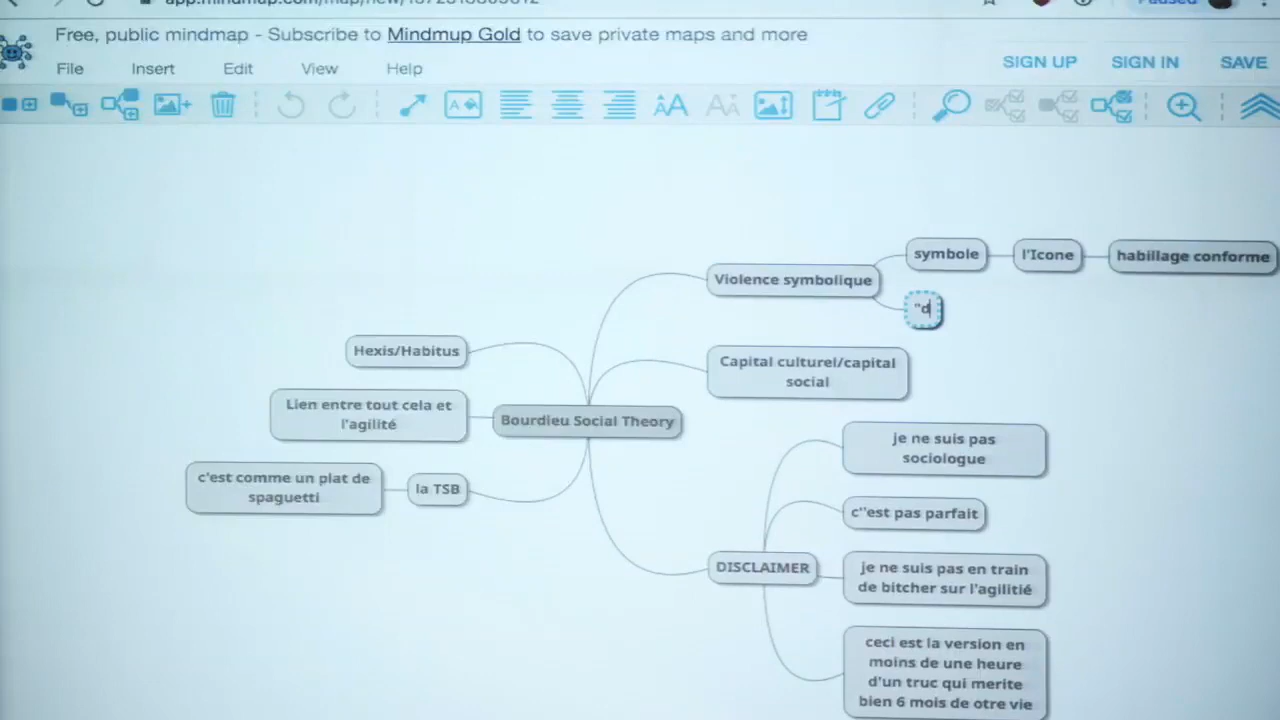 Free, public mindmap - Subscribe to Mindmup Gold to save private maps and more
File Insert Edit View Help
SIGN UP SIGN IN SAVE
symbole
l'Icone
habillage conforme
Violence symbolique
"d
Hexis/Habitus
Capital culturel/capital
social
Lien entre tout cela et
l'agilité
Bourdieu Social Theory
je ne suis pas
sociologue
c'est comme un plat de
spaguetti
la TSB
c''est pas parfait
DISCLAIMER
je ne suis pas en train
de bitcher sur l'agilitié
ceci est la version en
moins de une heure
d'un truc qui merite
bien 6 mois de otre vie